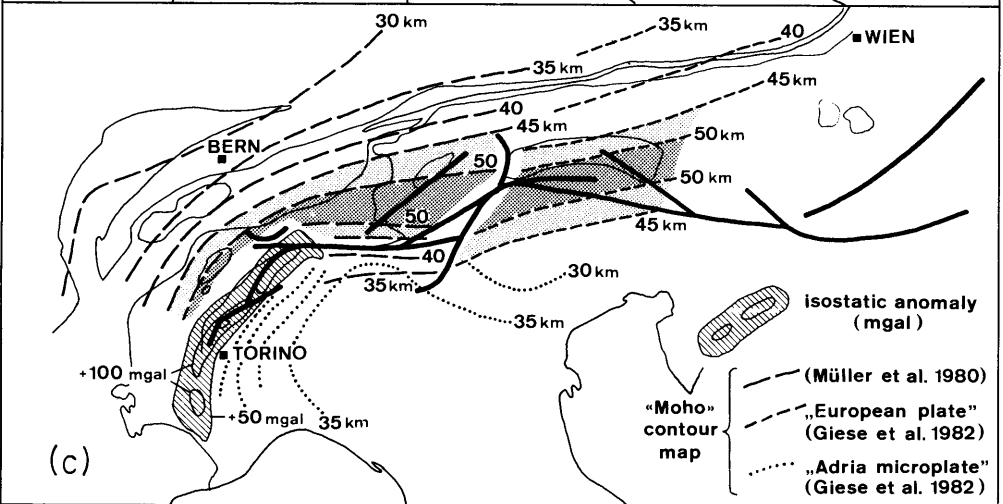 30 km
35 km
40
WIEN
35 km
45 km
40
45 km
BERN
50 km
50
50 km
50
45 km
40
30 km
35 km
35 km
isostatic anomaly
(mgal)
TORINO
+100 mgal
(Müller et al. 1980)
+50 mgal
35 km
«Moho»
contour
map
„European plate"
(Giese et al. 1982)
(c)
„Adria microplate"
(Giese et al. 1982)